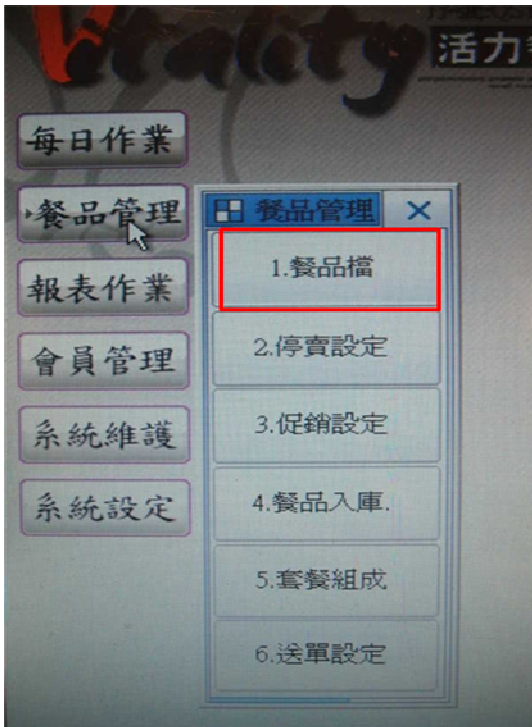 Vitality
活力
每日作業
餐品管理
報表作業
會員管理
系統維護
系統設定
餐品管理
1.餐品檔
2.停賣設定
3.促銷設定
4.餐品入庫.
5.套餐組成
6.送單設定